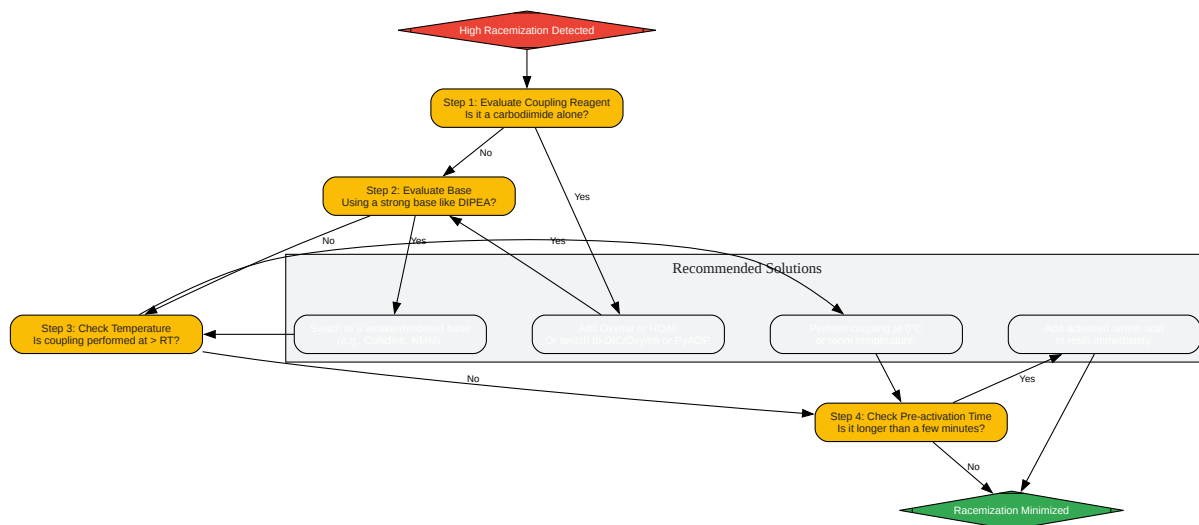 High Racemization Detected
Step 1: Evaluate Coupling Reagent
Is it a carbodiimide alone?
No
Yes
Step 2: Evaluate Base
Using a strong base like DIPEA?
No
Yes
Yes
Recommended Solutions
Step 3: Check Temperature
Is coupling performed at > RT?
Switch to a weaker/hindered base
(e.g., Collidine, NMM)
Add Oxyma or HOAt.
Or switch to DIC/Oxyma or PyAOP.
Perform coupling at 0°C
or room temperature.
Add activated amino acid
to resin immediately.
No
Yes
Step 4: Check Pre-activation Time
Is it longer than a few minutes?
No
Racemization Minimized